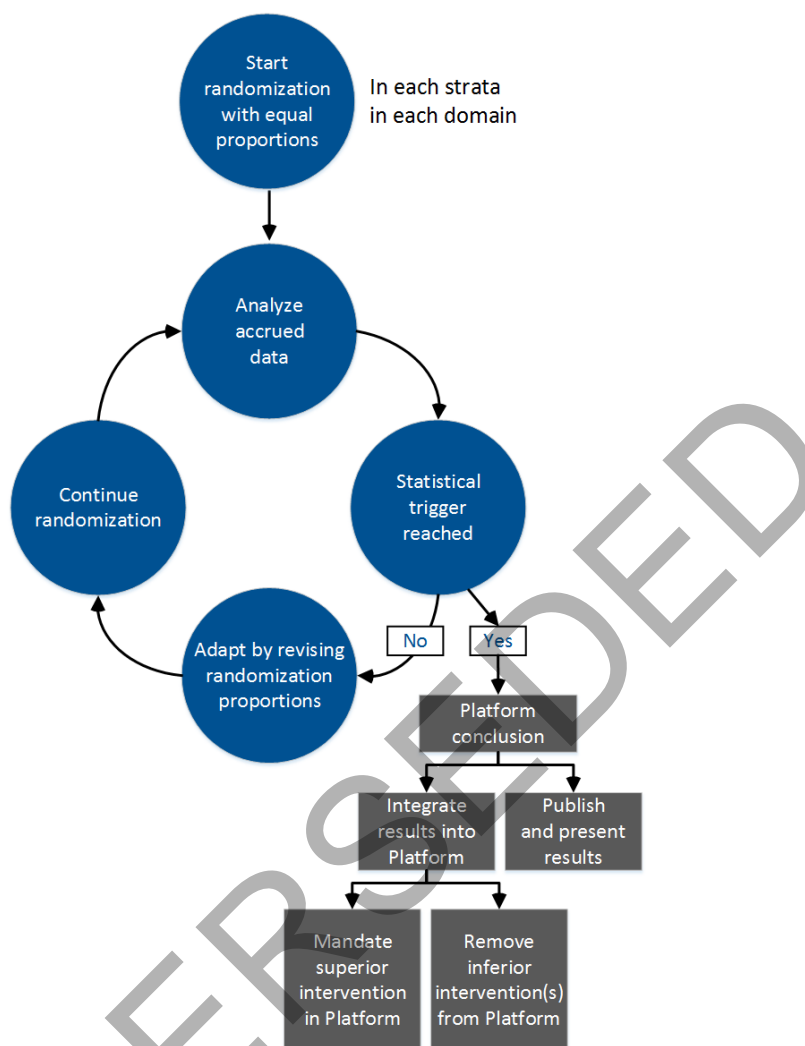 Start
randomization
with equal
proportions
In each strata
in each domain
Analyze
accrued
data
Continue
randomization
Statistical
trigger
reached
Adapt by revising
randomization
proportions
No
Yes
Platform
conclusion
Integrate
results into
Platform
Publish
and present
results
Mandate
superior
intervention
in Platform
Remove
inferior
intervention(s)
from Platform
ERSEDED